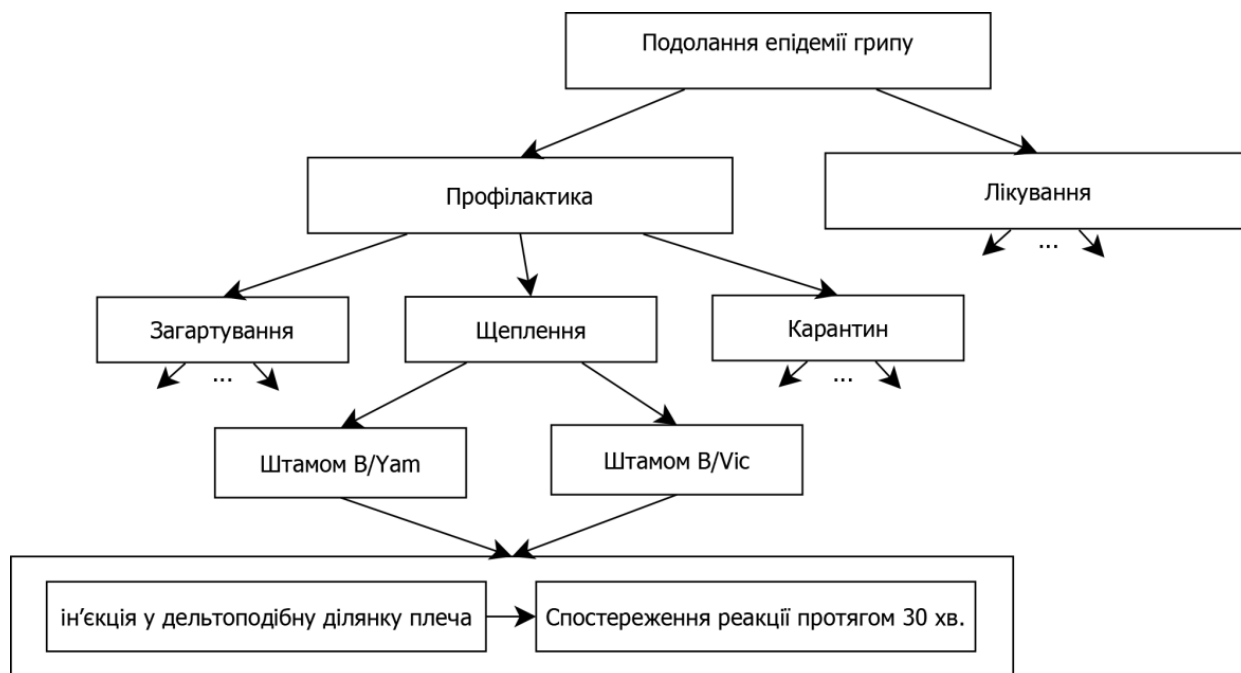 Подолання епідемії грипу
Профілактика
Лікування
...
Загартування
Щеплення
Карантин
...
...
Штамом B/Yam
Штамом B/Vic
ін’єкція у дельтоподібну ділянку плеча
Спостереження реакції протягом 30 хв.